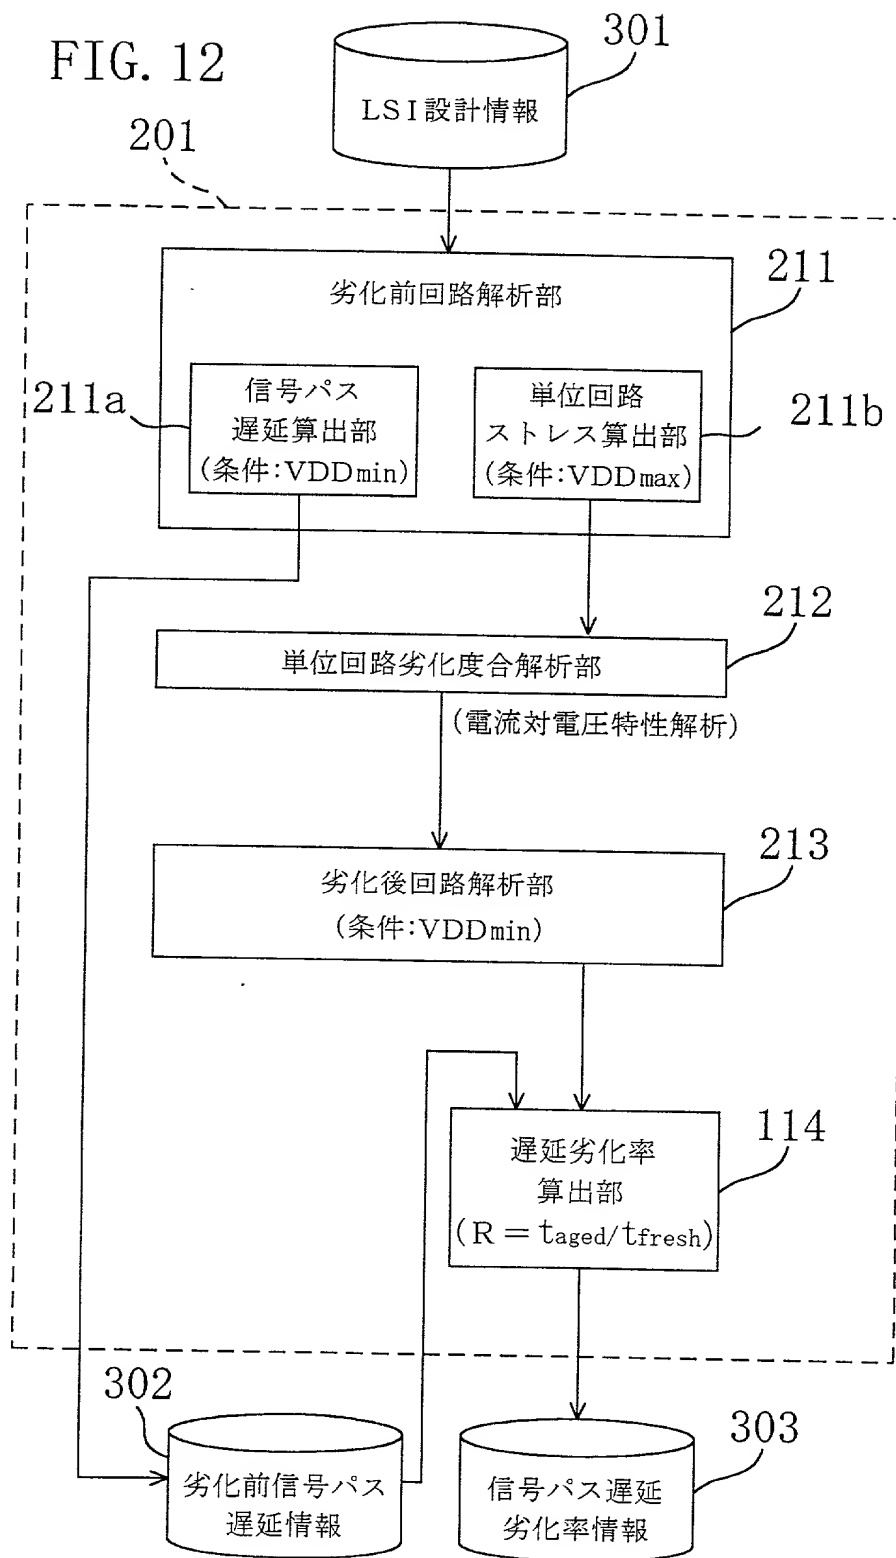 FIG. 12
301
LSI設計情報
201
211
劣化前回路解析部
211a
信号パス
遅延算出部
(条件:VDDmin)
単位回路
ストレス算出部
(条件:VDDmax)
211b
212
単位回路劣化度合解析部
(電流対電圧特性解析)
213
劣化後回路解析部
(条件:VDDmin)
114
遅延劣化率
算出部
(R=taged/tfresh)
302
劣化前信号パス
遅延情報
303
信号パス遅延
劣化率情報